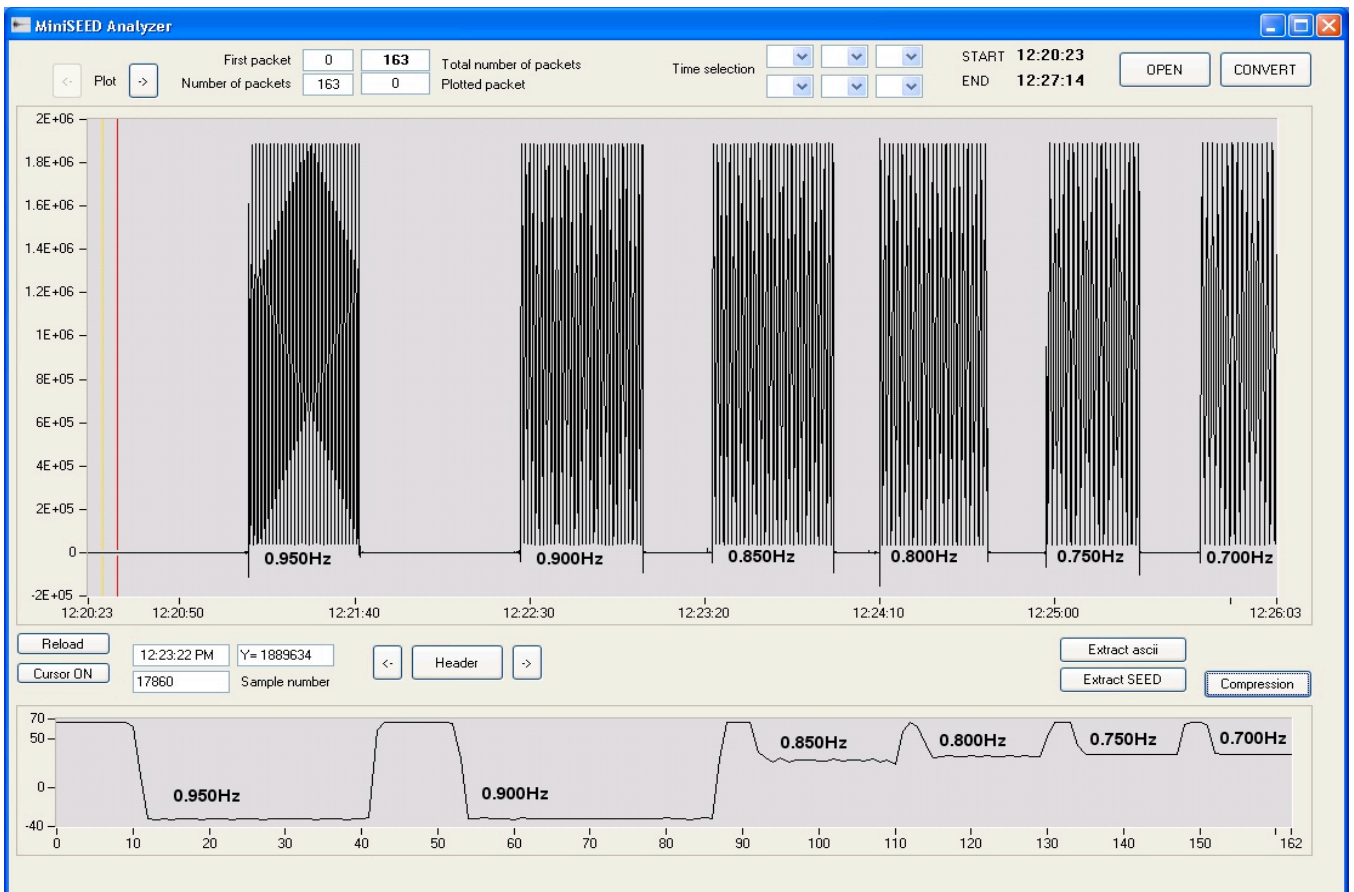 MiniSEED Analyzer
<- Plot ->
First packet 0 163 Total number of packets
Number of packets 163 0 Plotted packet
Time selection
START 12:20:23
END 12:27:14
OPEN CONVERT
2E+06
1.8E+06
1.6E+06
1.4E+06
1.2E+06
1E+06
8E+05
6E+05
4E+05
2E+05
0
-2E+05
0.950Hz 0.900Hz 0.850Hz 0.800Hz 0.750Hz 0.700Hz
12:20:23 12:20:50 12:21:40 12:22:30 12:23:20 12:24:10 12:25:00 12:26:03
Reload
Cursor ON
12:23:22 PM Y= 1889634
17860 Sample number
<- Header ->
Extract ascii
Extract SEED
Compression
70
50
0
-40
0.950Hz 0.900Hz 0.850Hz 0.800Hz 0.750Hz 0.700Hz
0 10 20 30 40 50 60 70 80 90 100 110 120 130 140 150 162